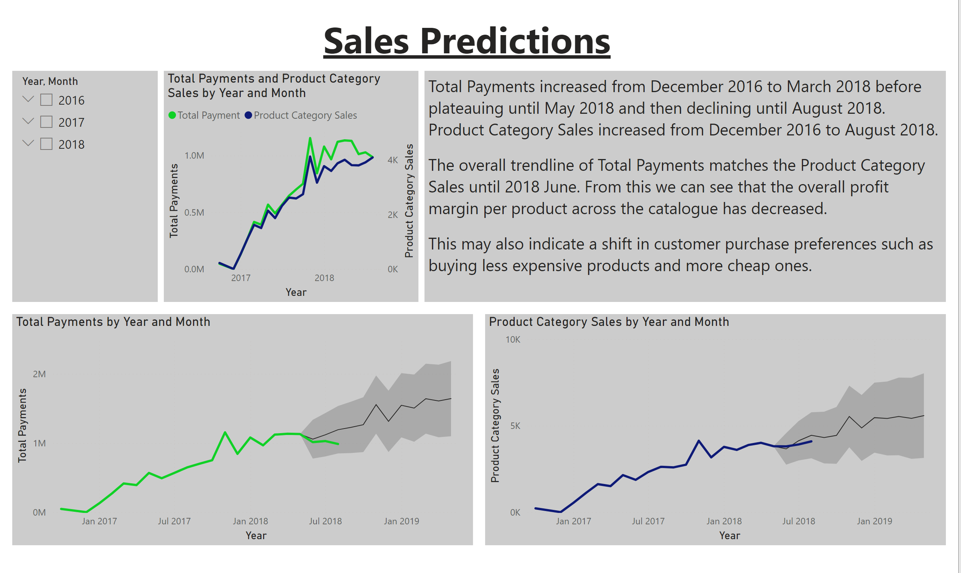 Sales Predictions
Year, Month
2016
2017
2018
Total Payments and Product Category
Sales by Year and Month
Total Payment Product Category Sales
Total Payments
1.0M
0.5M
0.0M
Product Category Sales
4K
2K
0K
2017 2018
Year
Total Payments increased from December 2016 to March 2018 before
plateauing until May 2018 and then declining until August 2018.
Product Category Sales increased from December 2016 to August 2018.
The overall trendline of Total Payments matches the Product Category
Sales until 2018 June. From this we can see that the overall profit
margin per product across the catalogue has decreased.
This may also indicate a shift in customer purchase preferences such as
buying less expensive products and more cheap ones.
Total Payments by Year and Month
Total Payments
2M
1M
0M
Jan 2017 Jul 2017 Jan 2018 Jul 2018 Jan 2019
Year
Product Category Sales by Year and Month
Product Category Sales
10K
5K
0K
Jan 2017 Jul 2017 Jan 2018 Jul 2018 Jan 2019
Year